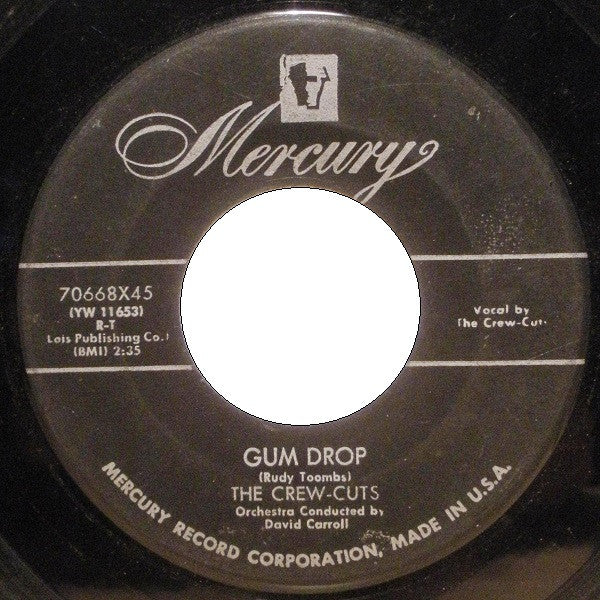 Mercury
70668X45
(YW 11653)
R-T
Lois Publishing Co.)
(BMI) 2:35
Vocal by
The Crew-Cuts
GUM DROP
(Rudy Toombs)
THE CREW-CUTS
Orchestra Conducted by
David Carroll
MERCURY RECORD CORPORATION, MADE IN U.S.A.